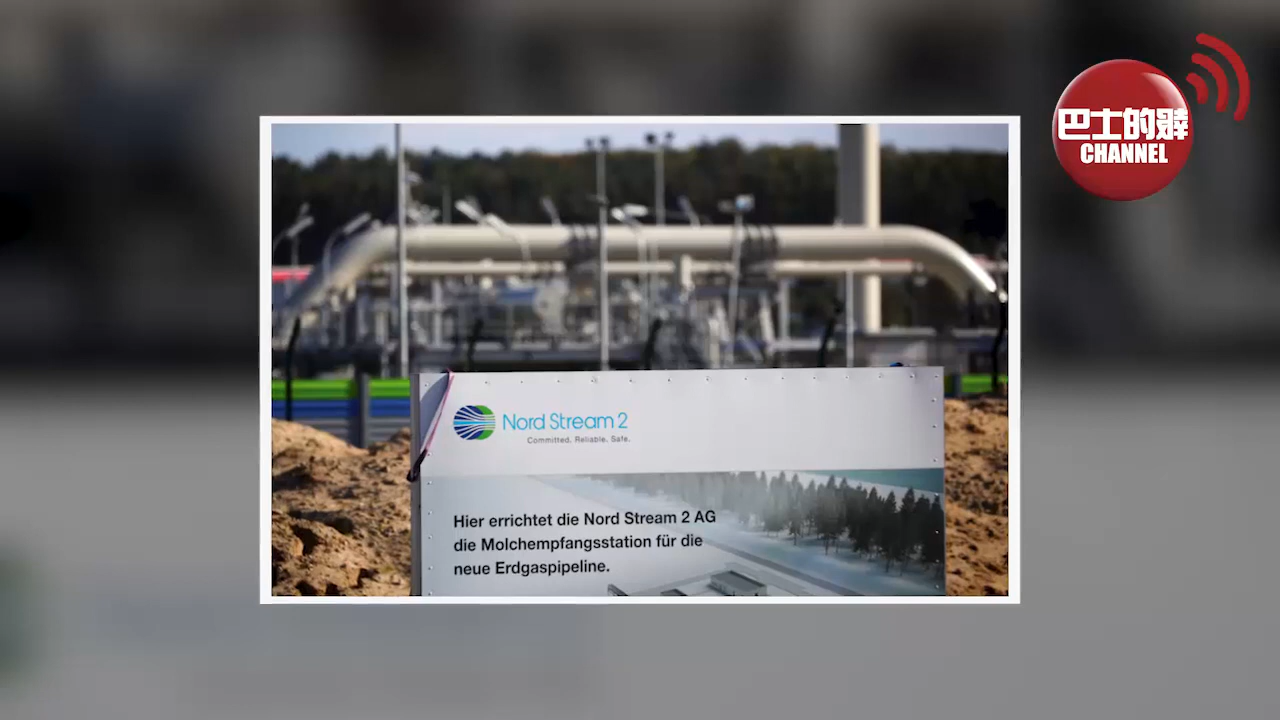 巴士的報
CHANNEL
Nord Stream 2
Committed. Reliable. Safe.
Hier errichtet die Nord Stream 2 AG
die Molchempfangsstation für die
neue Erdgaspipeline.